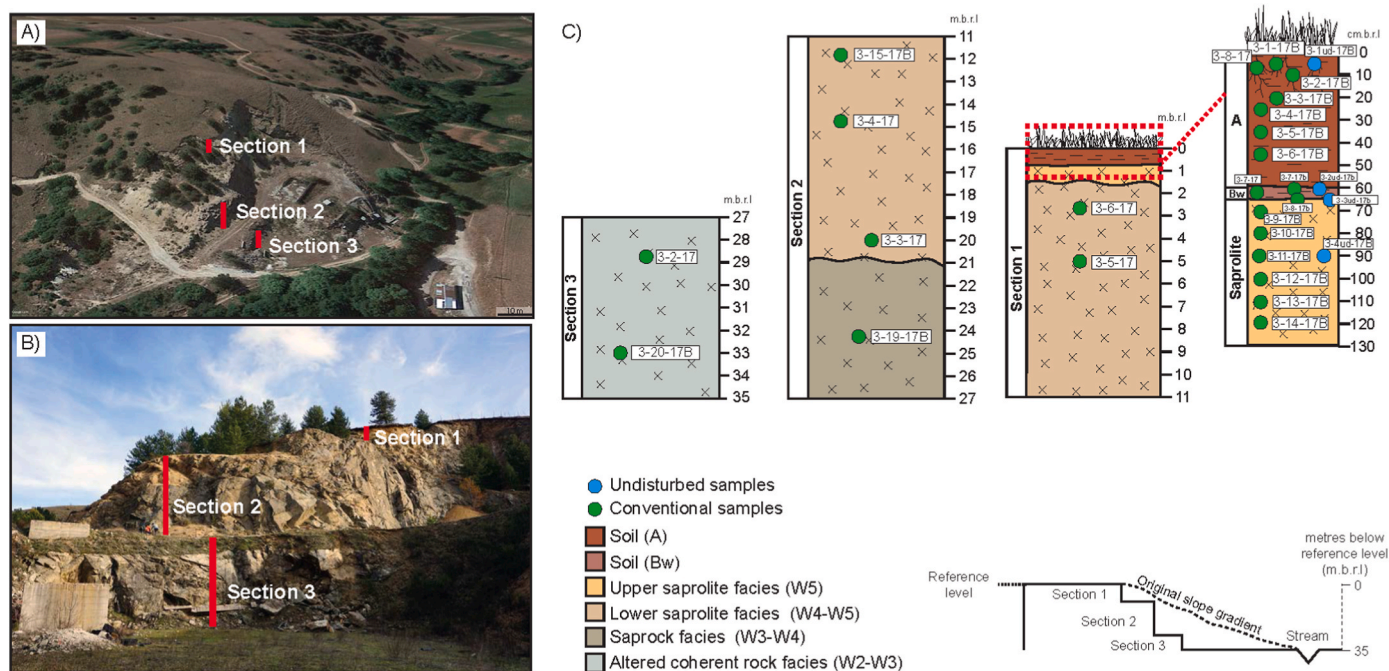 A)
Section 1
Section 2
Section 3
10 m
B)
Section 1
Section 2
Section 3
C)
m.b.r.l
Section 3
27
28
29
30
31
32
33
34
35
3-2-17
3-20-17B
m.b.r.l
Section 2
11
12
13
14
15
16
17
18
19
20
21
22
23
24
25
26
27
3-15-17B
3-4-17
3-3-17
3-19-17B
m.b.r.l
Section 1
0
1
2
3
4
5
6
7
8
9
10
11
3-6-17
3-5-17
cm.b.r.l
A
Bw
Saprolite
0
10
20
30
40
50
60
70
80
90
100
110
120
130
3-8-17
3-1-17B
3-1ud-17B
3-2-17B
3-3-17B
3-4-17B
3-5-17B
3-6-17B
3-7-17
3-7-17b
3-2ud-17b
3-3ud-17b
3-8-17b
3-9-17B
3-10-17B
3-4ud-17B
3-11-17B
3-12-17B
3-13-17B
3-14-17B
Undisturbed samples
Conventional samples
Soil (A)
Soil (Bw)
Upper saprolite facies (W5)
Lower saprolite facies (W4-W5)
Saprock facies (W3-W4)
Altered coherent rock facies (W2-W3)
Reference
level
Section 1
Section 2
Section 3
Original slope gradient
Stream
metres below
reference level
(m.b.r.l)
0
35